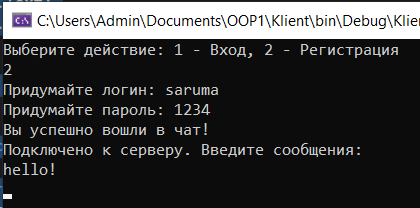 C:\Users\Admin\Documents\OOP1\Klient\bin\Debug\Klie
Выберите действие: 1 - Вход, 2 - Регистрация
2
Придумайте логин: saruma
Придумайте пароль: 1234
Вы успешно вошли в чат!
Подключено к серверу. Введите сообщения:
hello!